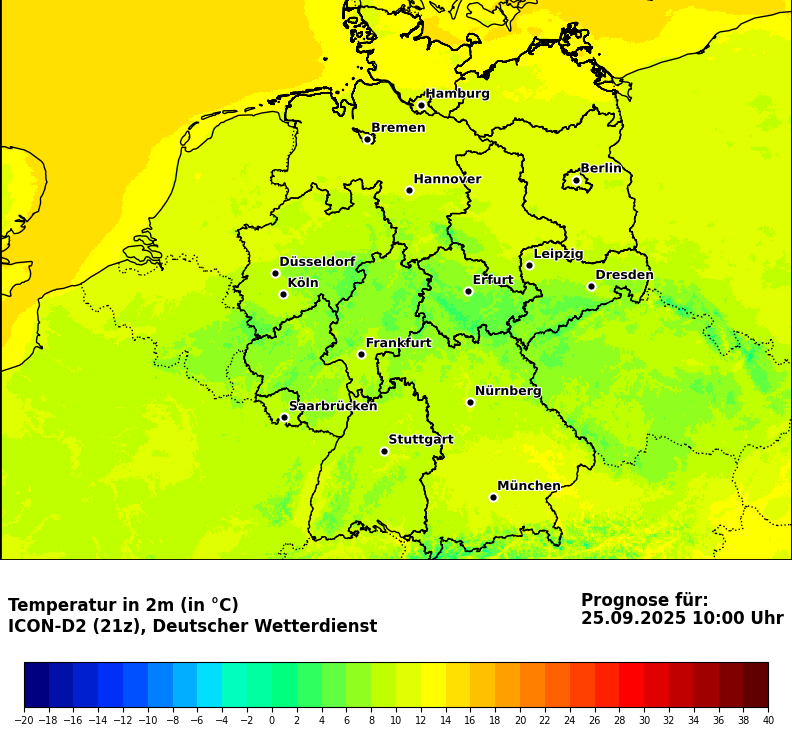 Hamburg
Bremen
Berlin
Hannover
Leipzig
Düsseldorf
Dresden
Köln
Erfurt
Frankfurt
Nürnberg
Saarbrücken
Stuttgart
München
Temperatur in 2m (in °C)
ICON-D2 (21z), Deutscher Wetterdienst
Prognose für:
25.09.2025 10:00 Uhr
−20 −18 −16 −14 −12 −10 −8 −6 −4 −2 0 2 4 6 8 10 12 14 16 18 20 22 24 26 28 30 32 34 36 38 40